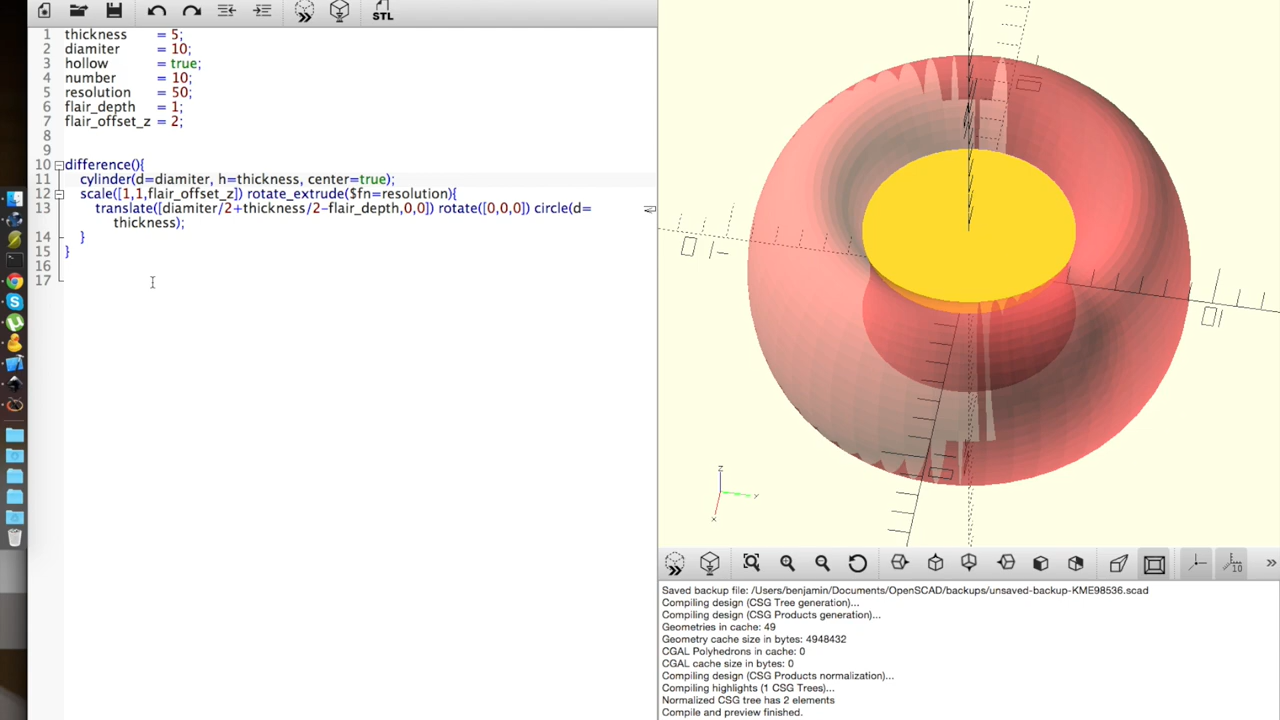 STL
1 thickness = 5;
2 diamiter = 10;
3 hollow = true;
4 number = 10;
5 resolution = 50;
6 flair_depth = 1;
7 flair_offset_z = 2;
8
9
10 difference(){
11 cylinder(d=diamiter, h=thickness, center=true);
12 scale([1,1,flair_offset_z]) rotate_extrude($fn=resolution){
13 translate([diamiter/2+thickness/2-flair_depth,0,0]) rotate([0,0,0]) circle(d=
thickness);
14 }
15 }
16
17
z
y
x
10
Saved backup file: /Users/benjamin/Documents/OpenSCAD/backups/unsaved-backup-KME98536.scad
Compiling design (CSG Tree generation)...
Compiling design (CSG Products generation)...
Geometries in cache: 49
Geometry cache size in bytes: 4948432
CGAL Polyhedrons in cache: 0
CGAL cache size in bytes: 0
Compiling design (CSG Products normalization)...
Compiling highlights (1 CSG Trees)...
Normalized CSG tree has 2 elements
Compile and preview finished.